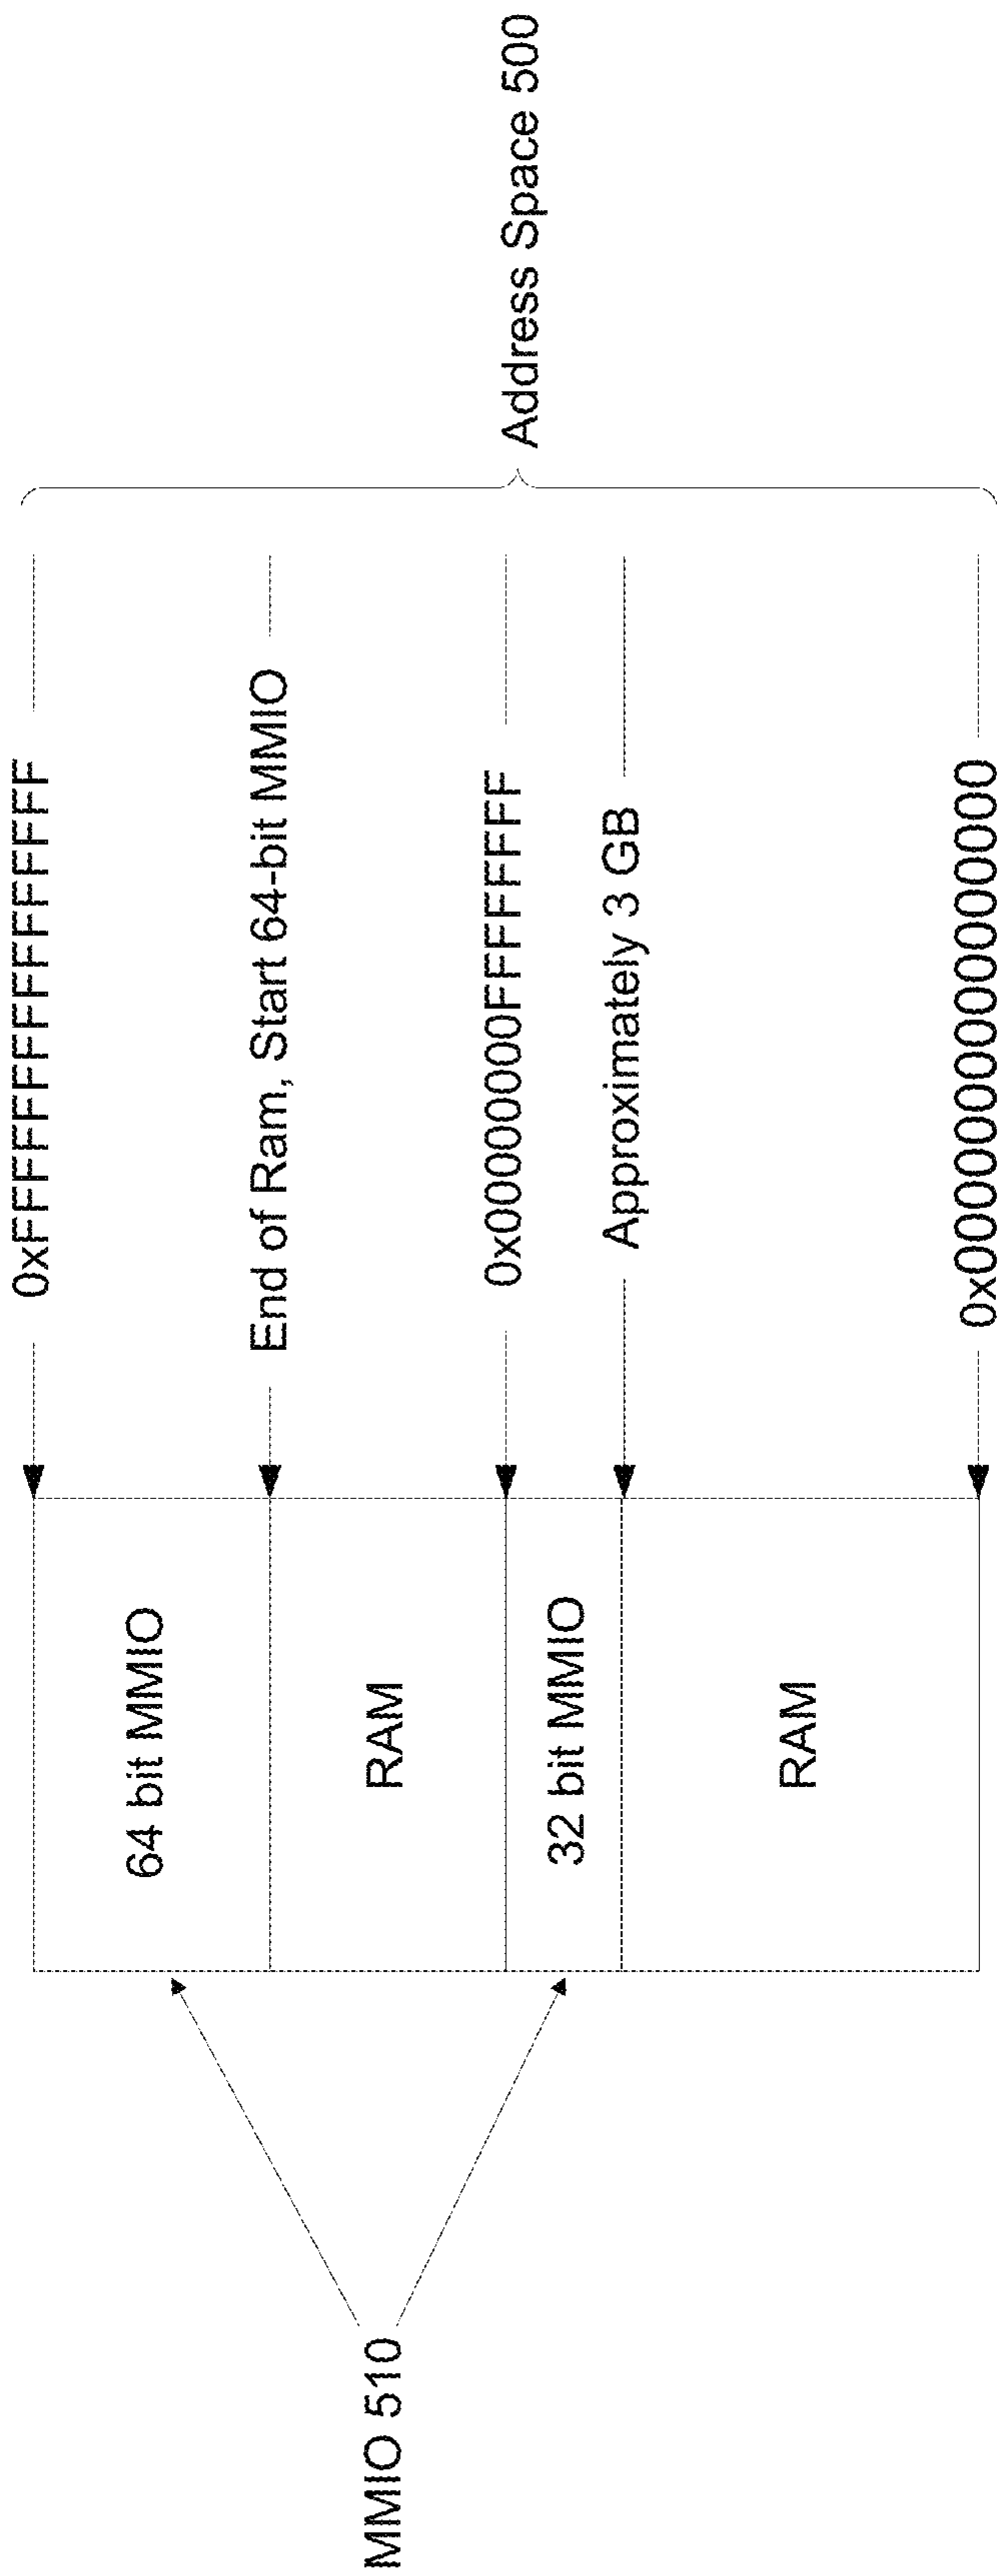 0xFFFFFFFFFFFFFFFF
64 bit MMIO
End of Ram, Start 64-bit MMIO
MMIO 510
RAM
0x00000000FFFFFFFF
Address Space 500
32 bit MMIO
Approximately 3 GB
RAM
0x0000000000000000